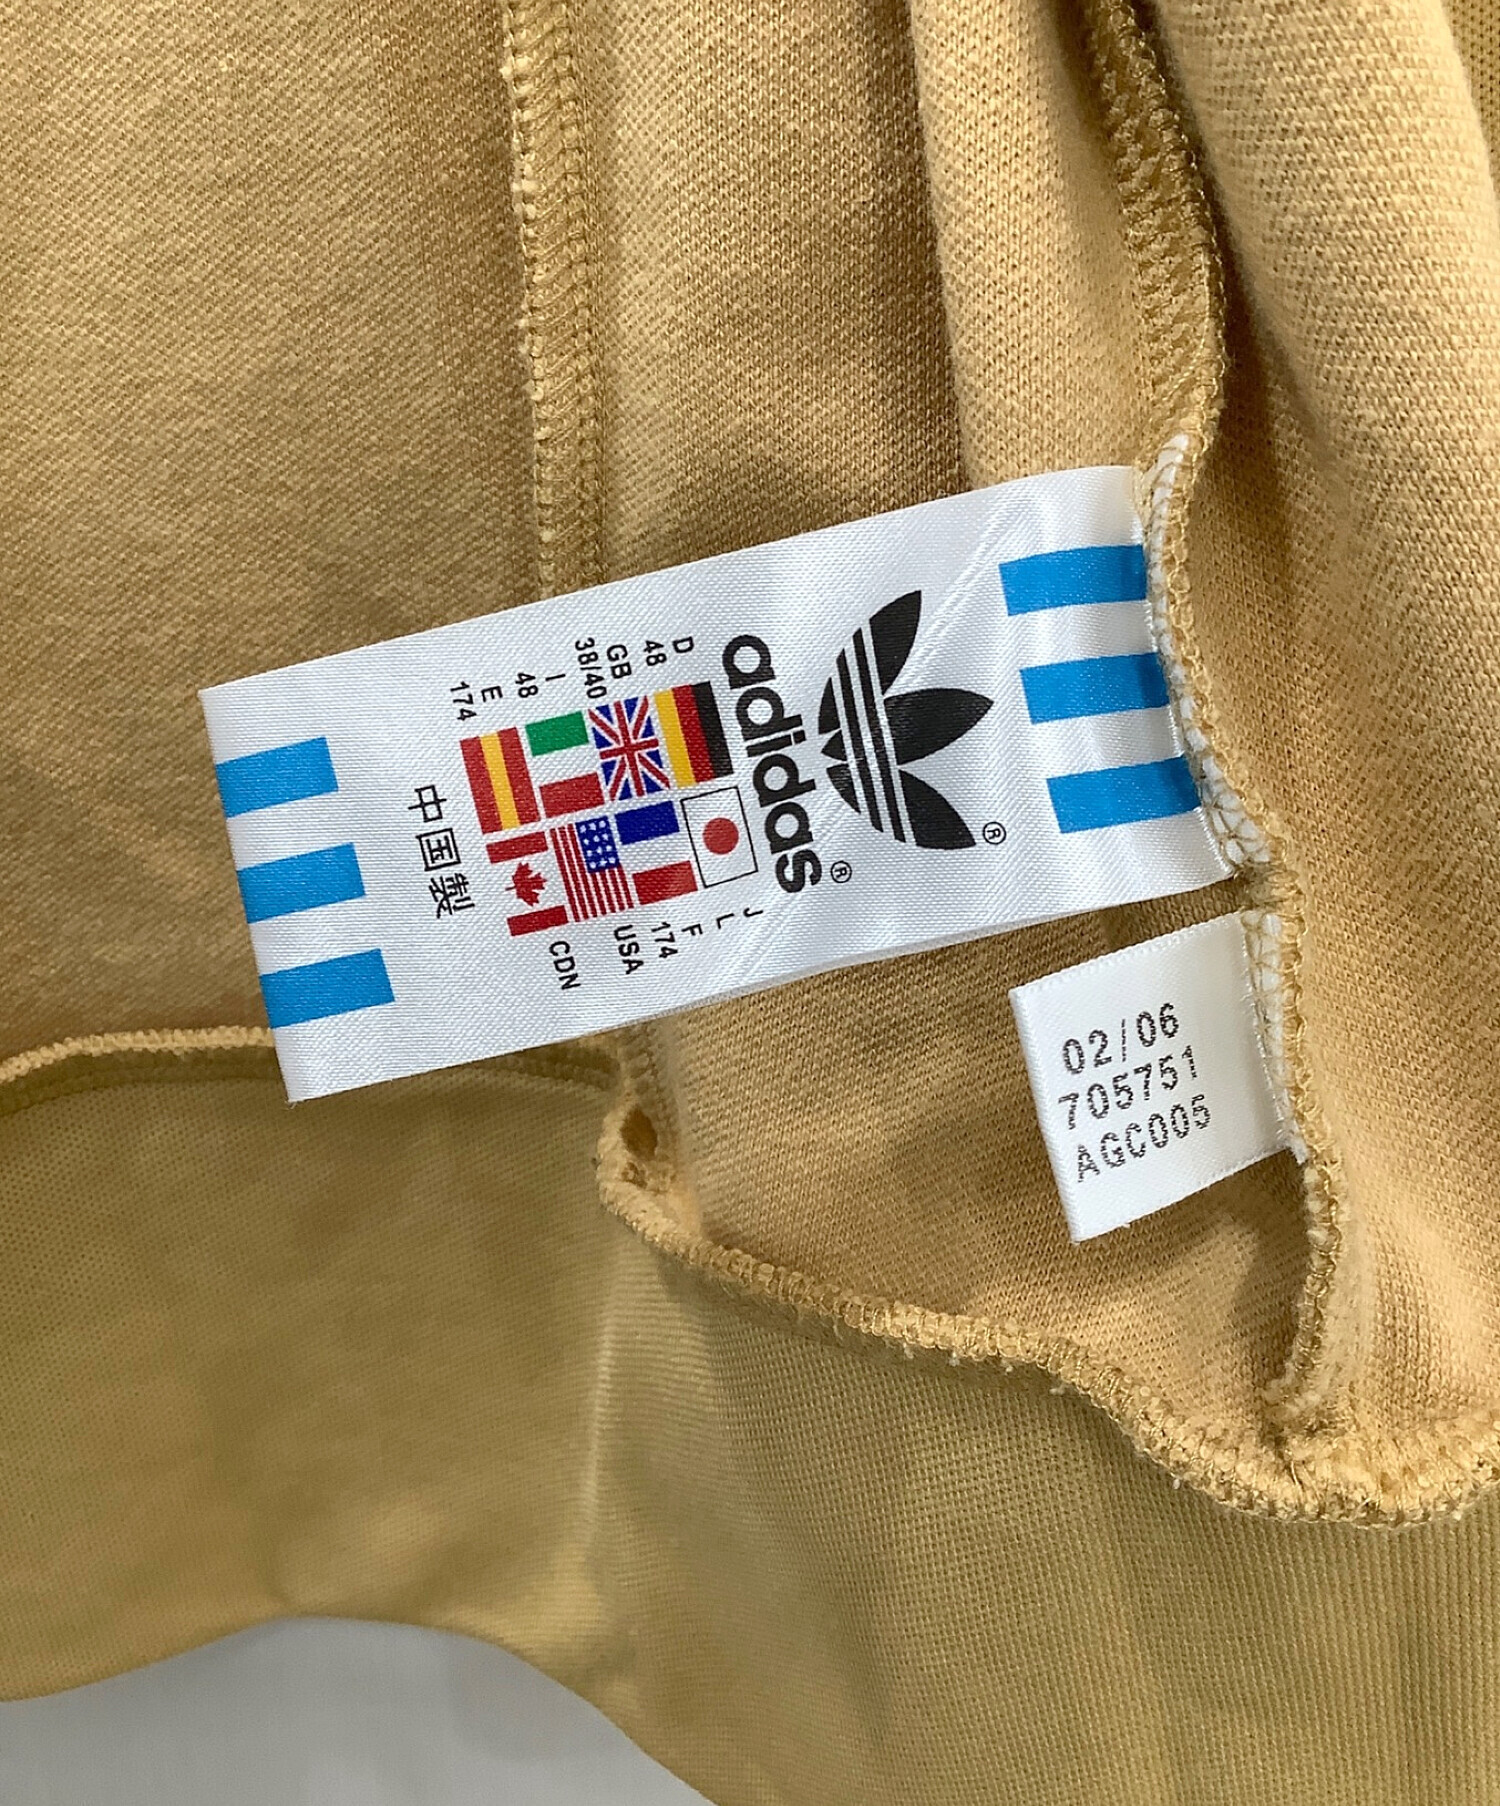 ®
adidas®
D
48
J
L
GB
38/40
F
174
I
48
USA
E
174
CDN
中国製
02/06
705751
AGC005